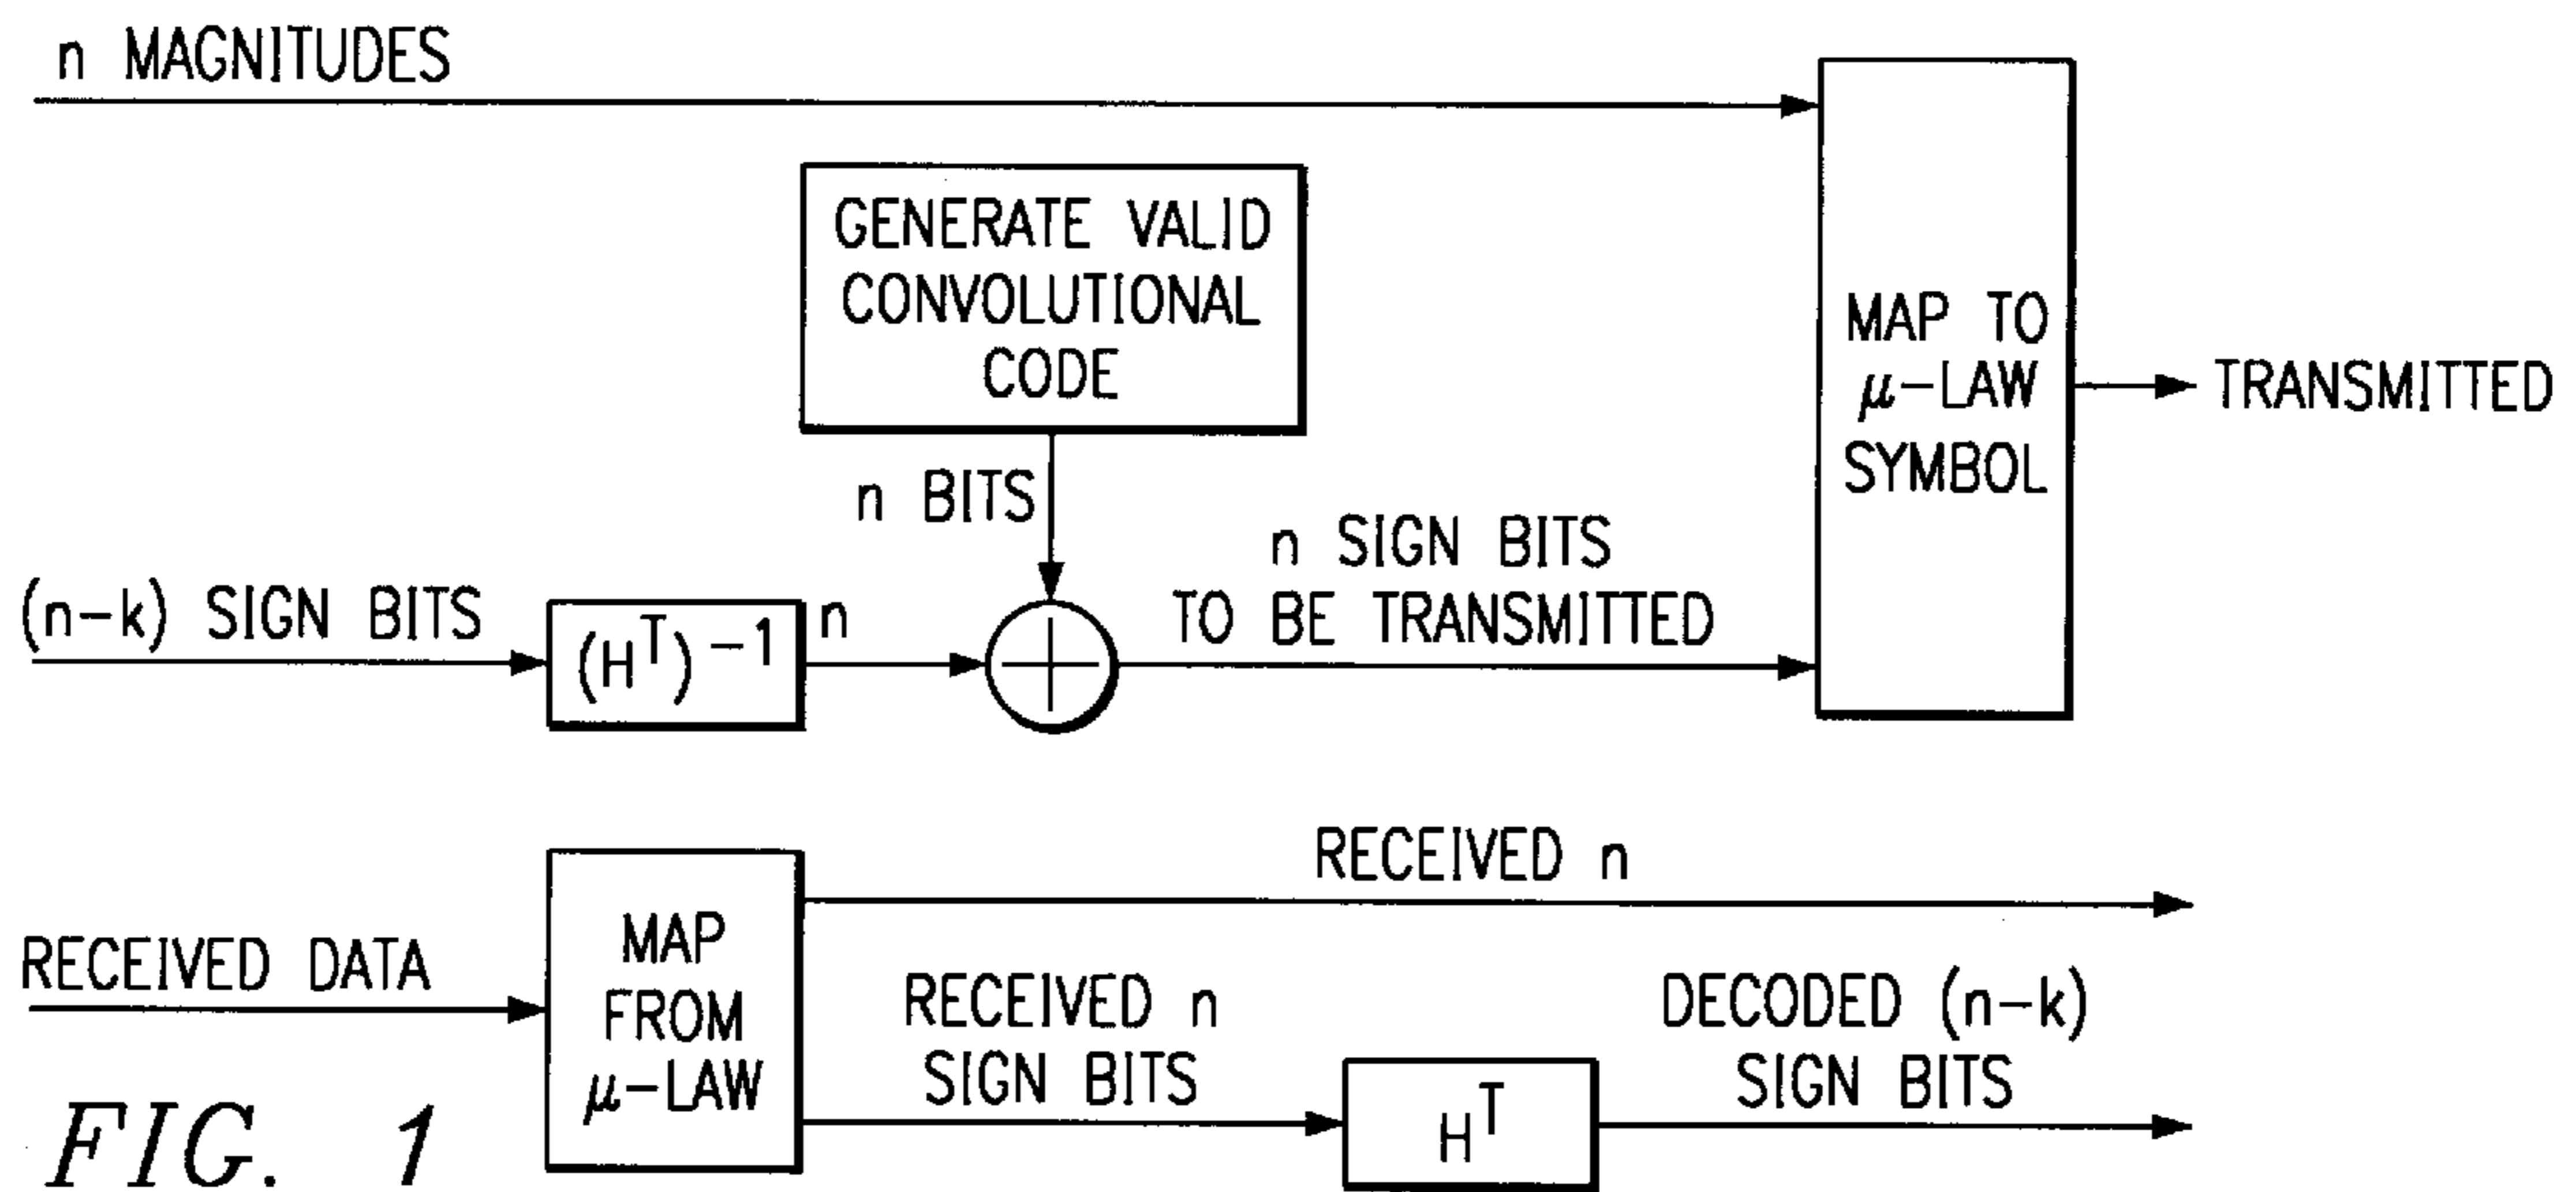 n MAGNITUDES
GENERATE VALID
CONVOLUTIONAL
CODE
MAP TO
μ-LAW
SYMBOL
TRANSMITTED
n BITS
n SIGN BITS
TO BE TRANSMITTED
(n-k) SIGN BITS
(H^T)^-1
n
RECEIVED DATA
MAP
FROM
μ-LAW
RECEIVED n
RECEIVED n
SIGN BITS
H^T
DECODED (n-k)
SIGN BITS
FIG. 1